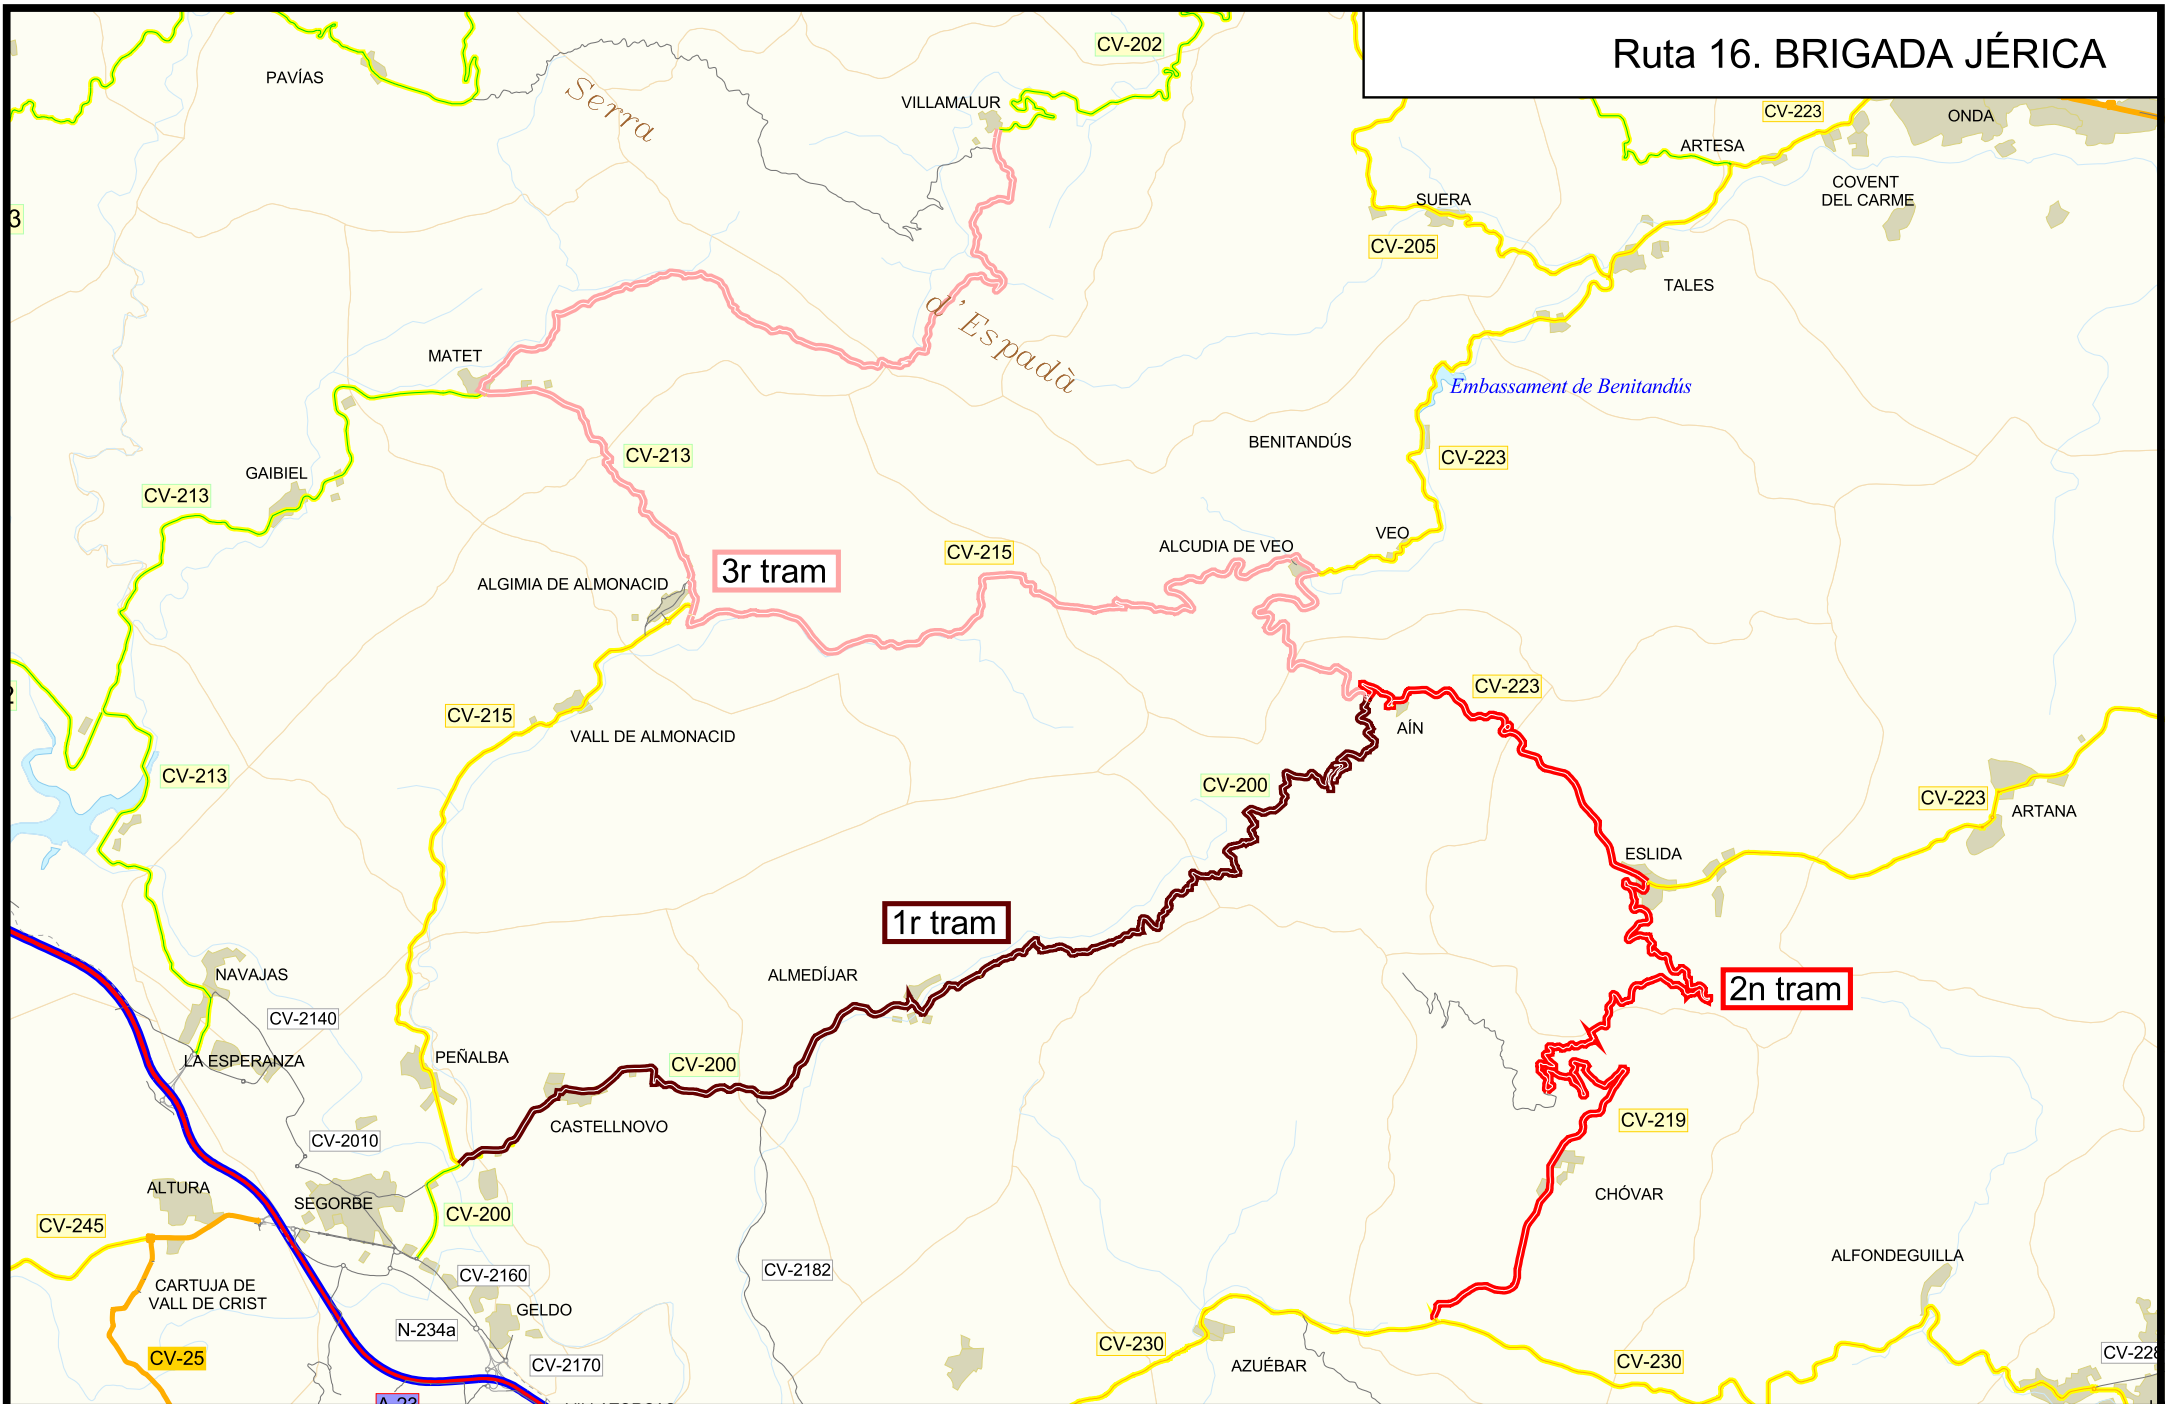 Ruta 16. BRIGADA JÉRICA
CV-202
PAVÍAS
Serra
VILLAMALUR
CV-223
ONDA
ARTESA
COVENT
DEL CARME
3
SUERA
CV-205
TALES
d'Espadà
MATET
Embassament de Benitandús
BENITANDÚS
CV-213
CV-223
GAIBIEL
CV-213
VEO
ALCUDIA DE VEO
CV-215
3r tram
ALGIMIA DE ALMONACID
CV-223
CV-215
AÍN
VALL DE ALMONACID
CV-213
CV-200
CV-223
ARTANA
ESLIDA
1r tram
NAVAJAS
ALMEDÍJAR
2n tram
CV-2140
LA ESPERANZA
PEÑALBA
CV-200
CV-219
CASTELLNOVO
CV-2010
ALTURA
SEGORBE
CHÓVAR
CV-245
CV-200
ALFONDEGUILLA
CV-2160
CV-2182
CARTUJA DE
VALL DE CRIST
GELDO
N-234a
CV-230
CV-25
CV-2170
AZUÉBAR
CV-230
CV-228
A-23